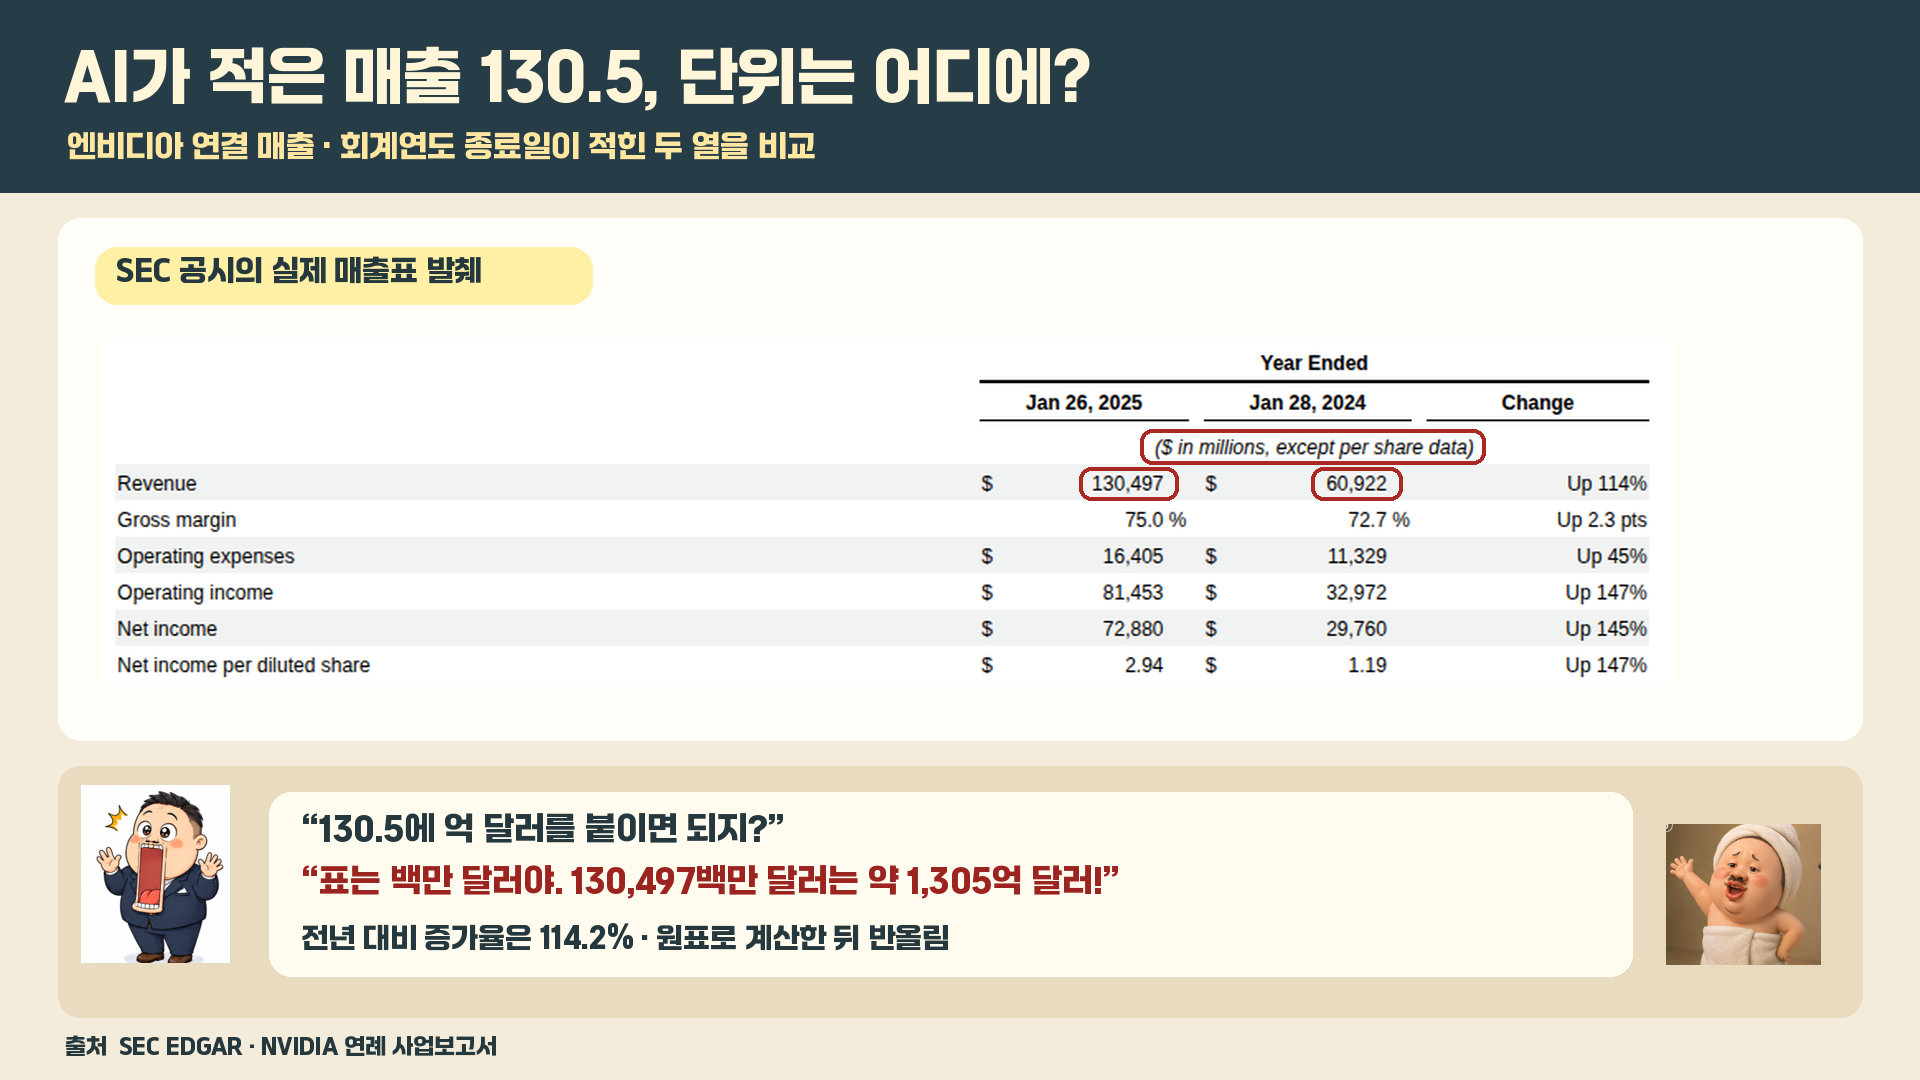 AI가 적은 매출 130.5, 단위는 어디에?
엔비디아 연결 매출 · 회계연도 종료일이 적힌 두 열을 비교
SEC 공시의 실제 매출표 발췌
Year Ended
Jan 26, 2025 Jan 28, 2024 Change
($ in millions, except per share data)
Revenue $ 130,497 $ 60,922 Up 114%
Gross margin 75.0 % 72.7 % Up 2.3 pts
Operating expenses $ 16,405 $ 11,329 Up 45%
Operating income $ 81,453 $ 32,972 Up 147%
Net income $ 72,880 $ 29,760 Up 145%
Net income per diluted share $ 2.94 $ 1.19 Up 147%
“130.5에 억 달러를 붙이면 되지?”
“표는 백만 달러야. 130,497백만 달러는 약 1,305억 달러!”
전년 대비 증가율은 114.2% · 원표로 계산한 뒤 반올림
출처 SEC EDGAR · NVIDIA 연례 사업보고서